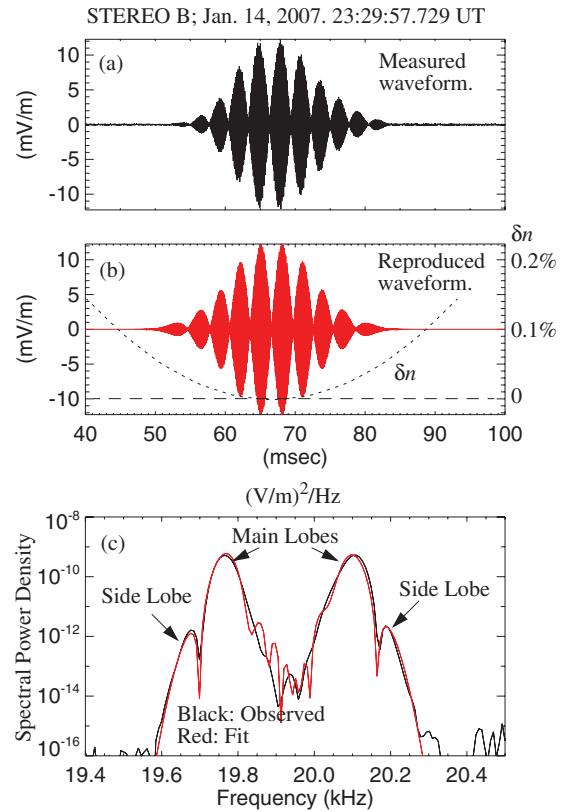 STEREO B; Jan. 14, 2007. 23:29:57.729 UT
(a)
Measured
waveform.
(mV/m)
10
5
0
-5
-10
(b)
Reproduced
waveform.
(mV/m)
10
5
0
-5
-10
δn
0.2%
0.1%
0
δn
40 50 60 70 80 90 100
(msec)
(V/m)2/Hz
(c)
Main Lobes
Side Lobe
Side Lobe
Spectral Power Density
10-8
10-10
10-12
10-14
10-16
Black: Observed
Red: Fit
19.4 19.6 19.8 20.0 20.2 20.4
Frequency (kHz)